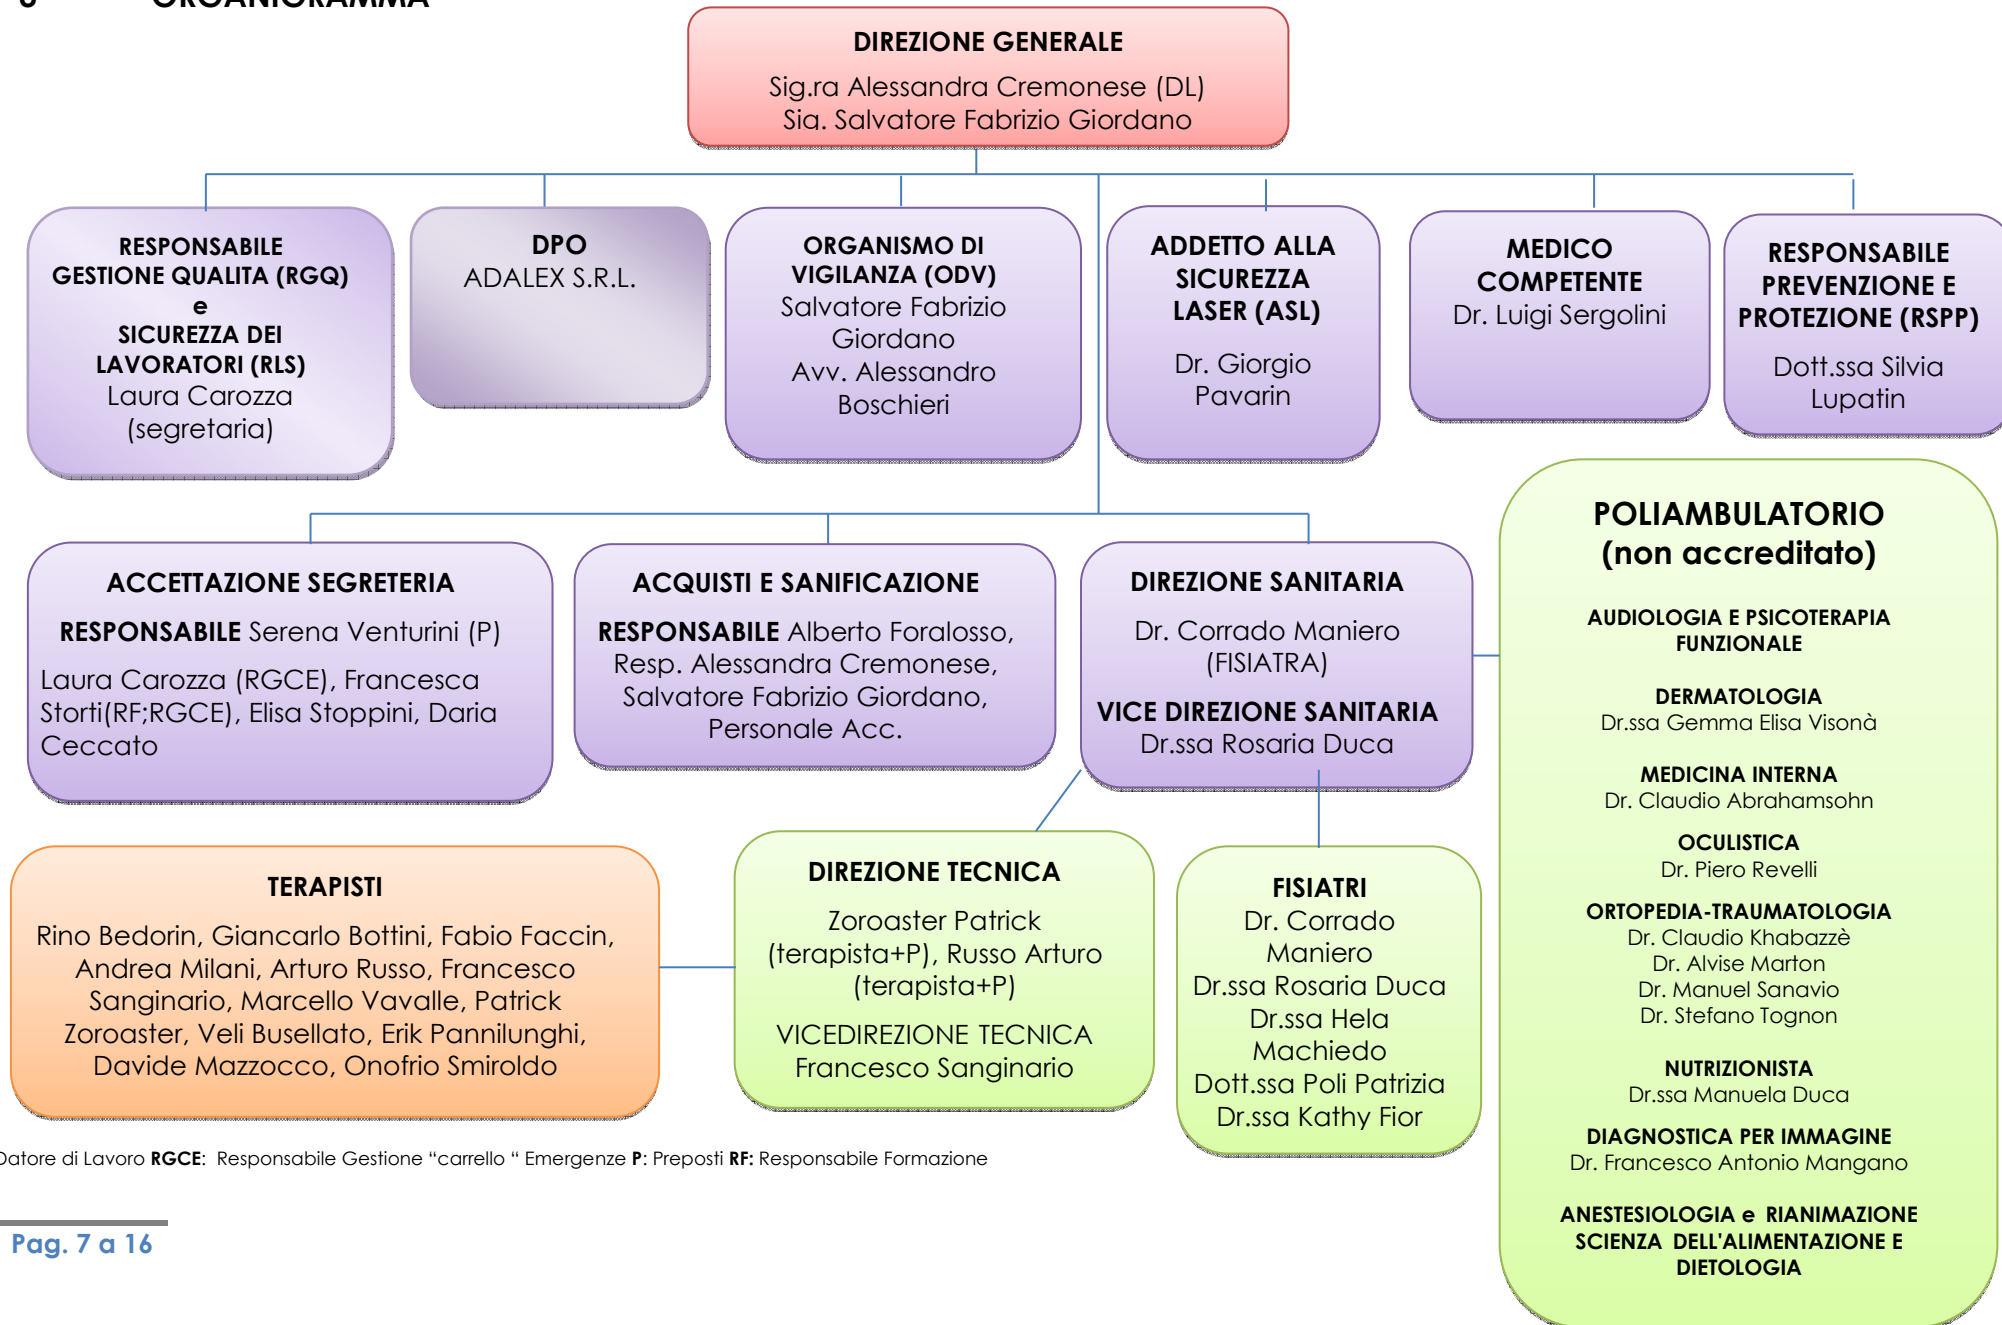 ORGANIGRAMMA
DIREZIONE GENERALE
Sig.ra Alessandra Cremonese (DL)
Sig. Salvatore Fabrizio Giordano
RESPONSABILE
GESTIONE QUALITA (RGQ)
e
SICUREZZA DEI
LAVORATORI (RLS)
Laura Carozza
(segretaria)
DPO
ADALEX S.R.L.
ORGANISMO DI
VIGILANZA (ODV)
Salvatore Fabrizio
Giordano
Avv. Alessandro
Boschieri
ADDETTO ALLA
SICUREZZA
LASER (ASL)
Dr. Giorgio
Pavarin
MEDICO
COMPETENTE
Dr. Luigi Sergolini
RESPONSABILE
PREVENZIONE E
PROTEZIONE (RSPP)
Dott.ssa Silvia
Lupatin
ACCETTAZIONE SEGRETERIA
RESPONSABILE Serena Venturini (P)
Laura Carozza (RGCE), Francesca
Storti(RF;RGCE), Elisa Stoppini, Daria
Ceccato
ACQUISTI E SANIFICAZIONE
RESPONSABILE Alberto Foralosso,
Resp. Alessandra Cremonese,
Salvatore Fabrizio Giordano,
Personale Acc.
DIREZIONE SANITARIA
Dr. Corrado Maniero
(FISIATRA)
VICE DIREZIONE SANITARIA
Dr.ssa Rosaria Duca
POLIAMBULATORIO
(non accreditato)
AUDIOLOGIA E PSICOTERAPIA
FUNZIONALE
DERMATOLOGIA
Dr.ssa Gemma Elisa Visonà
MEDICINA INTERNA
Dr. Claudio Abrahamsohn
OCULISTICA
Dr. Piero Revelli
ORTOPEDIA-TRAUMATOLOGIA
Dr. Claudio Khabazzè
Dr. Alvise Marton
Dr. Manuel Sanavio
Dr. Stefano Tognon
NUTRIZIONISTA
Dr.ssa Manuela Duca
DIAGNOSTICA PER IMMAGINE
Dr. Francesco Antonio Mangano
ANESTESIOLOGIA e RIANIMAZIONE
SCIENZA DELL'ALIMENTAZIONE E
DIETOLOGIA
TERAPISTI
Rino Bedorin, Giancarlo Bottini, Fabio Faccin,
Andrea Milani, Arturo Russo, Francesco
Sanginario, Marcello Vavalle, Patrick
Zoroaster, Veli Busellato, Erik Pannilunghi,
Davide Mazzocco, Onofrio Smiroldo
DIREZIONE TECNICA
Zoroaster Patrick
(terapista+P), Russo Arturo
(terapista+P)
VICEDIREZIONE TECNICA
Francesco Sanginario
FISIATRI
Dr. Corrado
Maniero
Dr.ssa Rosaria Duca
Dr.ssa Hela
Machiedo
Dott.ssa Poli Patrizia
Dr.ssa Kathy Fior
Datore di Lavoro RGCE: Responsabile Gestione “carrello “ Emergenze P: Preposti RF: Responsabile Formazione
Pag. 7 a 16